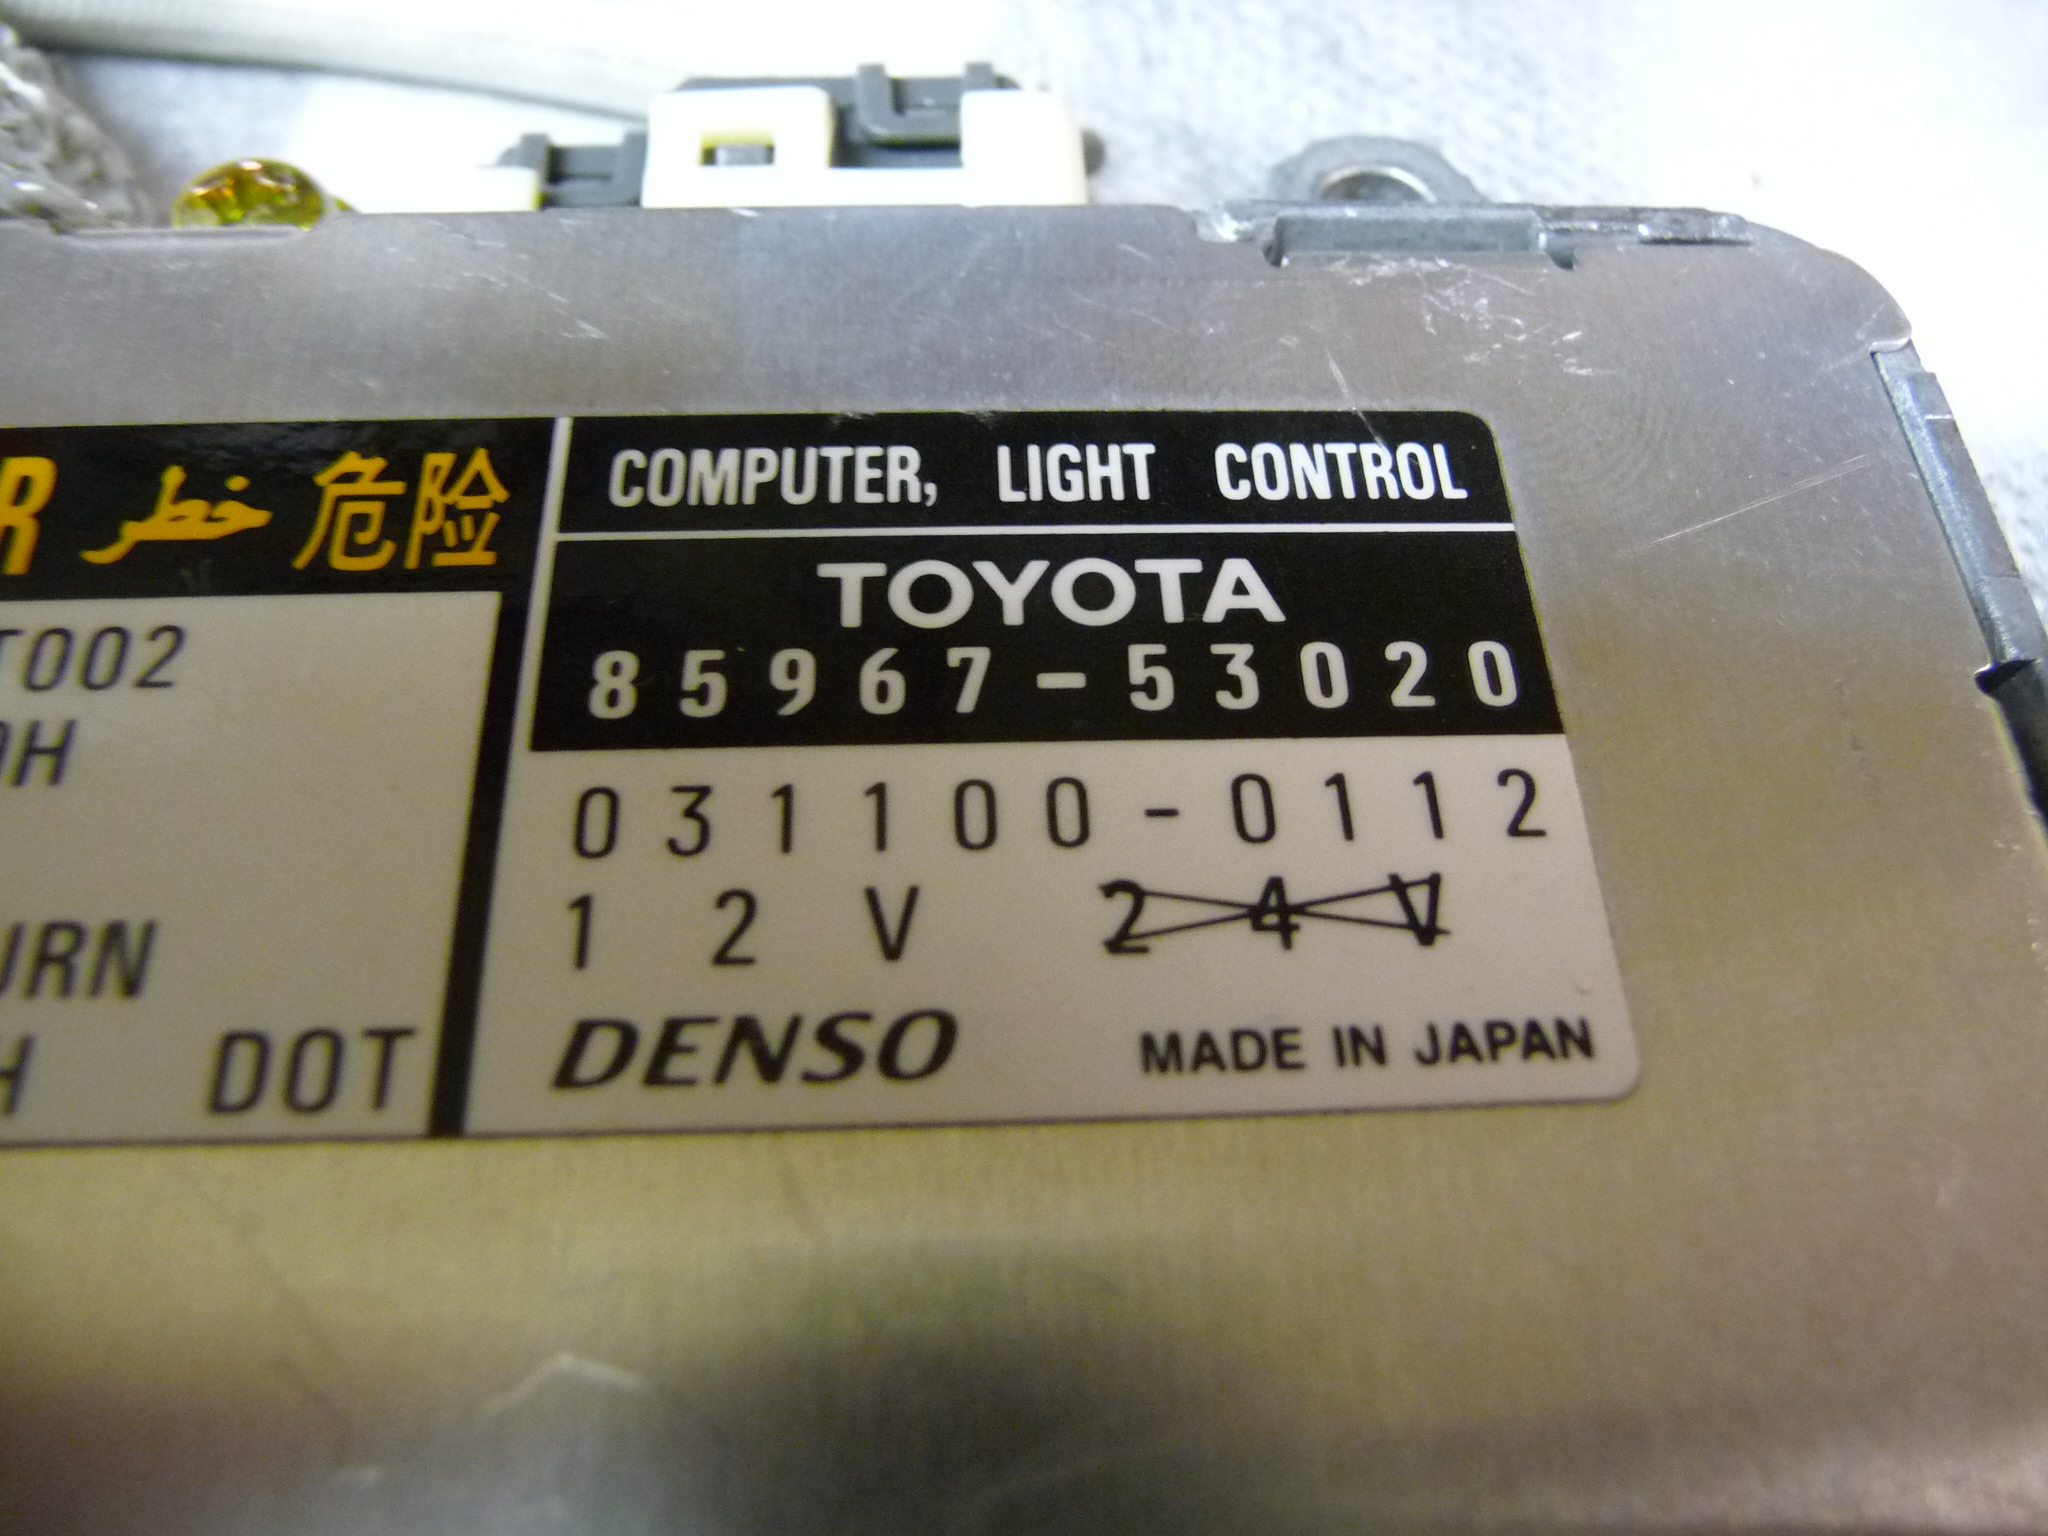 R خطر 危险
T002
H
URN
H DOT
COMPUTER, LIGHT CONTROL
TOYOTA
85967-53020
031100-0112
12V 24V
DENSO MADE IN JAPAN